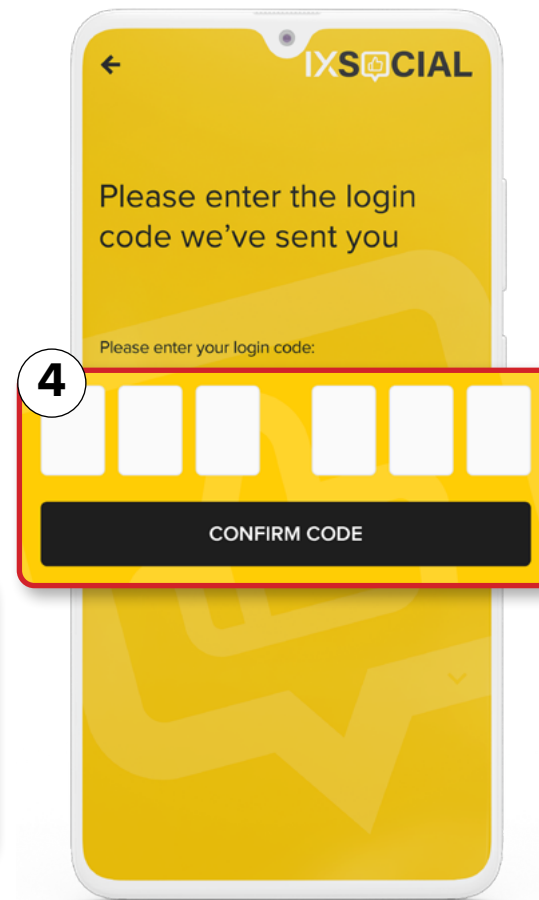 IXSOCIAL
Please enter the login
code we've sent you
Please enter your login code:
4
CONFIRM CODE